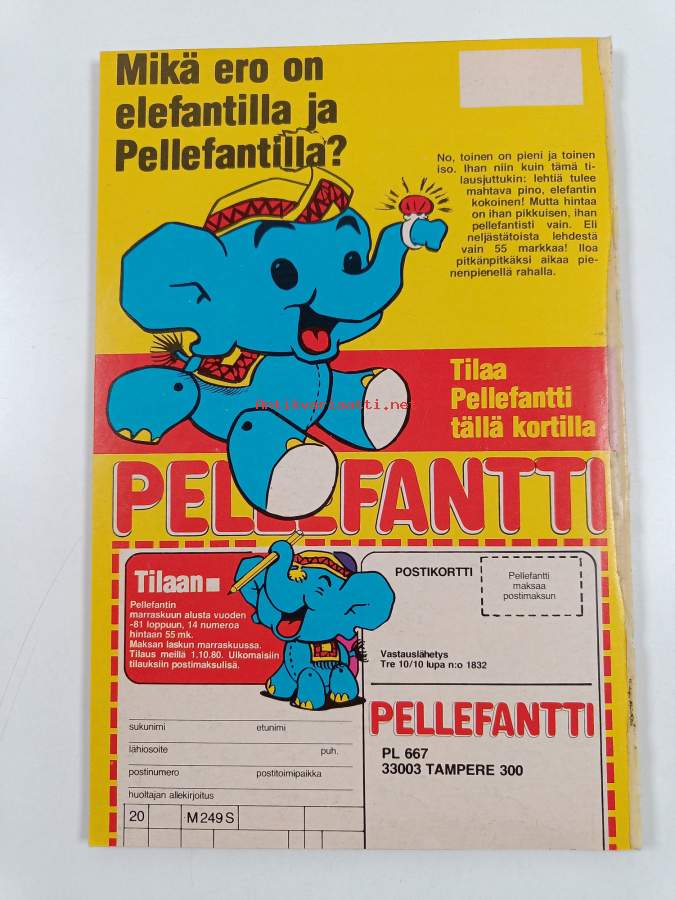 Mikä ero on
elefantilla ja
Pellefantilla?
No, toinen on pieni ja toinen
iso. Ihan niin kuin tämä ti-
lausjuttukin: lehtiä tulee
mahtava pino, elefantin
kokoinen! Mutta hintaa
on ihan pikkuisen, ihan
pellefantisti vain. Eli
neljästätoista lehdestä
vain 55 markkaa! Iloa
pitkänpitkäksi aikaa pie-
nenpienellä rahalla.
Tilaa
Pellefantti
tällä kortilla
Antikvariaatti.net
PELLEFANTTI
Tilaan
Pellefantin
marraskuun alusta vuoden
-81 loppuun, 14 numeroa
hintaan 55 mk.
Maksan laskun marraskuussa.
Tilaus meillä 1.10.80. Ulkomaisiin
tilauksiin postimaksulisä.
sukunimi etunimi
lähiosoite puh.
postinumero postitoimipaikka
huoltajan allekirjoitus
20 M 249 S
POSTIKORTTI
Pellefantti
maksaa
postimaksun
Vastauslähetys
Tre 10/10 lupa n:o 1832
PELLEFANTTI
PL 667
33003 TAMPERE 300